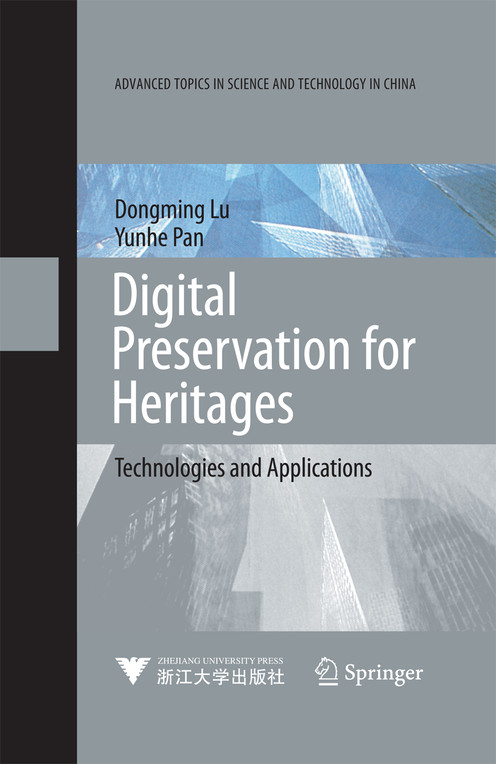 ADVANCED TOPICS IN SCIENCE AND TECHNOLOGY IN CHINA
Dongming Lu
Yunhe Pan
Digital
Preservation for
Heritages
Technologies and Applications
ZHEJIANG UNIVERSITY PRESS
浙江大学出版社
Springer